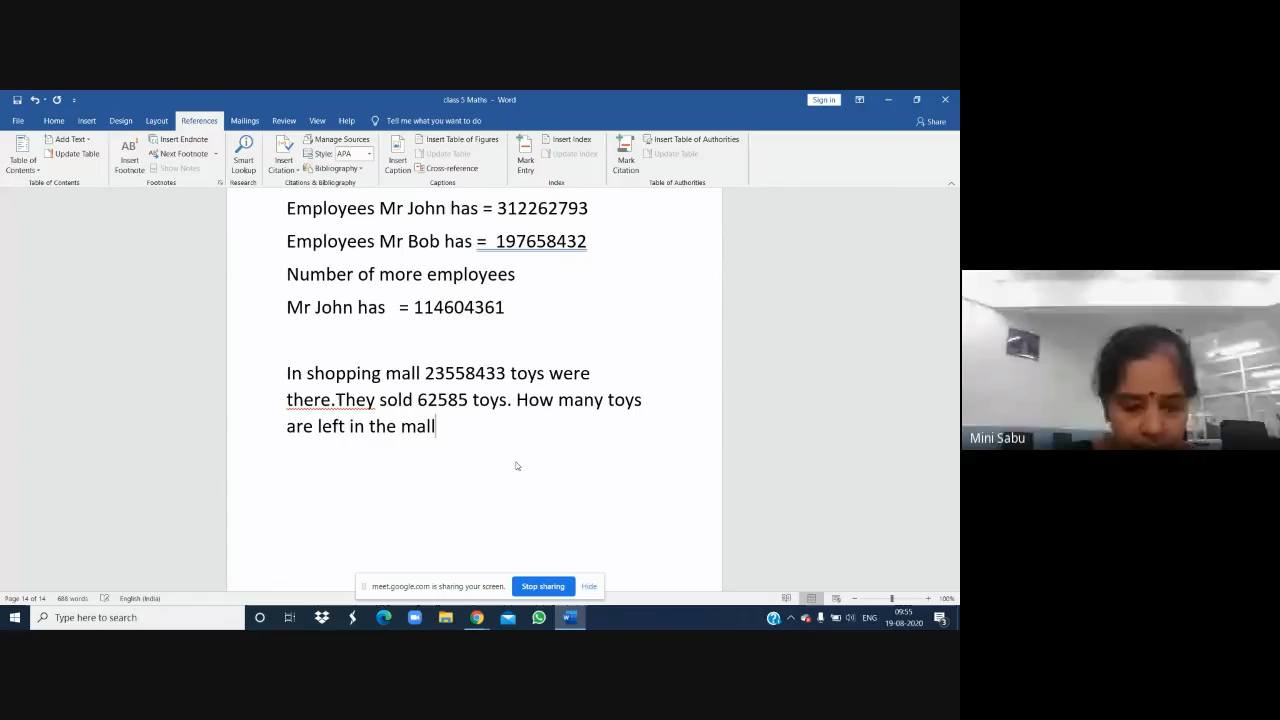 class 5 Maths - Word
Sign in
File Home Insert Design Layout References Mailings Review View Help Tell me what you want to do
Share
Table of Contents
Add Text
Update Table
Table of Contents
AB Insert Footnote
Insert Endnote
Next Footnote
Show Notes
Footnotes
Smart Lookup
Research
Insert Citation
Manage Sources
Style: APA
Bibliography
Citations & Bibliography
Insert Caption
Insert Table of Figures
Update Table
Cross-reference
Captions
Mark Entry
Insert Index
Update Index
Index
Mark Citation
Insert Table of Authorities
Update Table
Table of Authorities
Employees Mr John has = 312262793
Employees Mr Bob has = 197658432
Number of more employees
Mr John has = 114604361
In shopping mall 23558433 toys were
there.They sold 62585 toys. How many toys
are left in the mall
Mini Sabu
meet.google.com is sharing your screen. Stop sharing Hide
Page 14 of 14 688 words English (India) 100%
Type here to search
ENG
09:55
19-08-2020
3